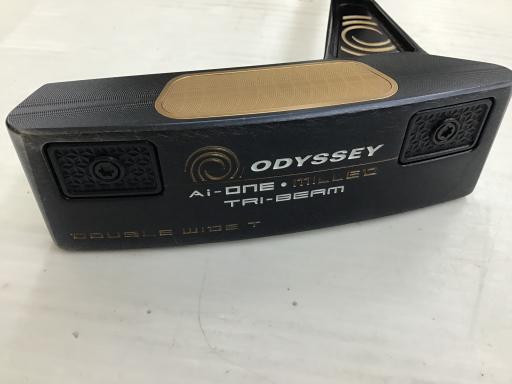 ODYSSEY
Ai-ONE • MILLED
TRI-BEAM
DOUBLE WIDE T